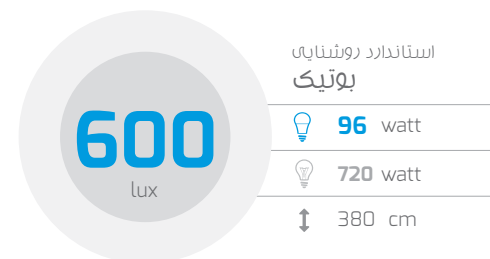 استاندارد روشنایی
بوتیک
600
lux
96 watt
720 watt
380 cm